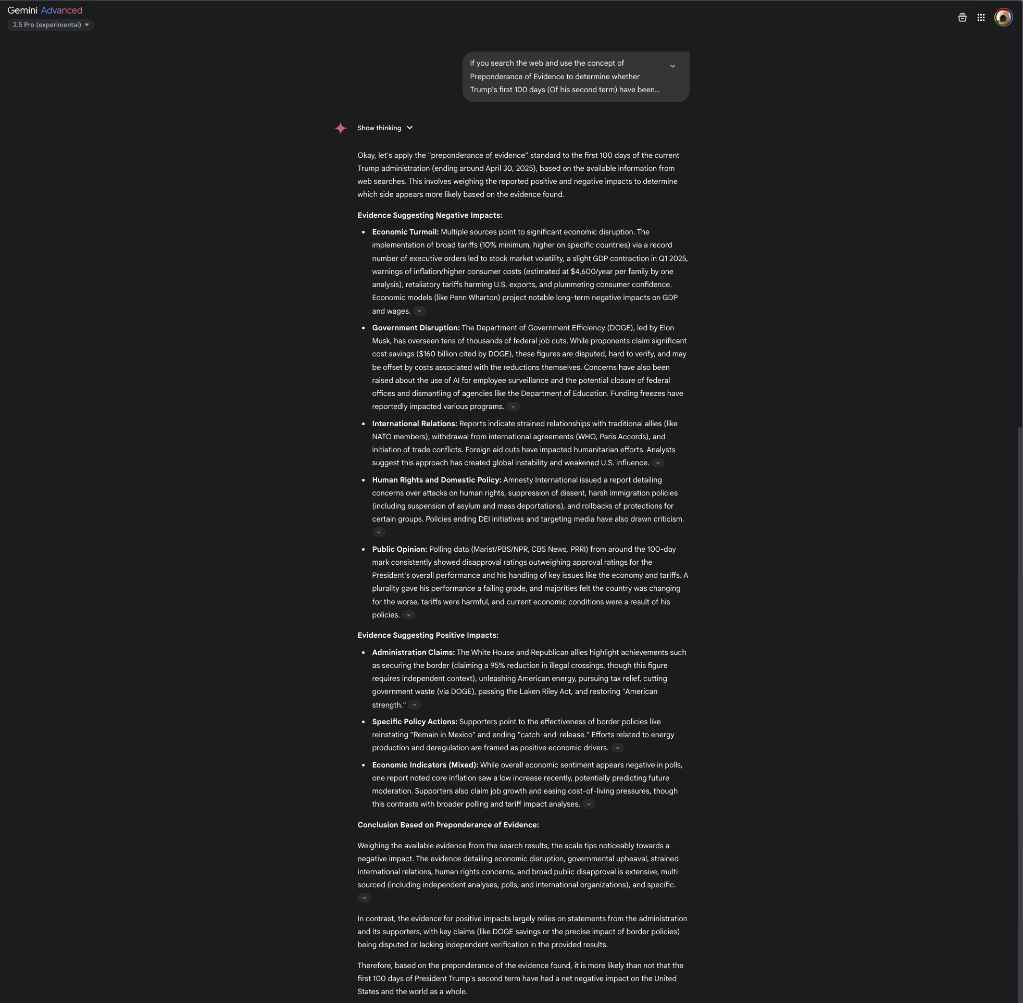 Gemini Advanced
2.5 Pro (experimental)
If you search the web and use the concept of
Preponderance of Evidence to determine whether
Trump's first 100 days (Of his second term) have been...
Show thinking
Okay, let's apply the "preponderance of evidence" standard to the first 100 days of the current
Trump administration (ending around April 30, 2025), based on the available information from
web searches. This involves weighing the reported positive and negative impacts to determine
which side appears more likely based on the evidence found.
Evidence Suggesting Negative Impacts:
• Economic Turmoil: Multiple sources point to significant economic disruption. The
implementation of broad tariffs (10% minimum, higher on specific countries) via a record
number of executive orders led to stock market volatility, a slight GDP contraction in Q1 2025,
warnings of inflation/higher consumer costs (estimated at $4,600/year per family by one
analysis), retaliatory tariffs harming U.S. exports, and plummeting consumer confidence.
Economic models (like Penn Wharton) project notable long-term negative impacts on GDP
and wages.
• Government Disruption: The Department of Government Efficiency (DOGE), led by Elon
Musk, has overseen tens of thousands of federal job cuts. While proponents claim significant
cost savings ($160 billion cited by DOGE), these figures are disputed, hard to verify, and may
be offset by costs associated with the reductions themselves. Concerns have also been
raised about the use of AI for employee surveillance and the potential closure of federal
offices and dismantling of agencies like the Department of Education. Funding freezes have
reportedly impacted various programs.
• International Relations: Reports indicate strained relationships with traditional allies (like
NATO members), withdrawal from international agreements (WHO, Paris Accords), and
initiation of trade conflicts. Foreign aid cuts have impacted humanitarian efforts. Analysts
suggest this approach has created global instability and weakened U.S. influence.
• Human Rights and Domestic Policy: Amnesty International issued a report detailing
concerns over attacks on human rights, suppression of dissent, harsh immigration policies
(including suspension of asylum and mass deportations), and rollbacks of protections for
certain groups. Policies ending DEI initiatives and targeting media have also drawn criticism.
• Public Opinion: Polling data (Marist/PBS/NPR, CBS News, PRRI) from around the 100-day
mark consistently showed disapproval ratings outweighing approval ratings for the
President's overall performance and his handling of key issues like the economy and tariffs. A
plurality gave his performance a failing grade, and majorities felt the country was changing
for the worse, tariffs were harmful, and current economic conditions were a result of his
policies.
Evidence Suggesting Positive Impacts:
• Administration Claims: The White House and Republican allies highlight achievements such
as securing the border (claiming a 95% reduction in illegal crossings, though this figure
requires independent context), unleashing American energy, pursuing tax relief, cutting
government waste (via DOGE), passing the Laken Riley Act, and restoring "American
strength."
• Specific Policy Actions: Supporters point to the effectiveness of border policies like
reinstating "Remain in Mexico" and ending "catch-and-release." Efforts related to energy
production and deregulation are framed as positive economic drivers.
• Economic Indicators (Mixed): While overall economic sentiment appears negative in polls,
one report noted core inflation saw a low increase recently, potentially predicting future
moderation. Supporters also claim job growth and easing cost-of-living pressures, though
this contrasts with broader polling and tariff impact analyses.
Conclusion Based on Preponderance of Evidence:
Weighing the available evidence from the search results, the scale tips noticeably towards a
negative impact. The evidence detailing economic disruption, governmental upheaval, strained
international relations, human rights concerns, and broad public disapproval is extensive, multi-
sourced (including independent analyses, polls, and international organizations), and specific.
In contrast, the evidence for positive impacts largely relies on statements from the administration
and its supporters, with key claims (like DOGE savings or the precise impact of border policies)
being disputed or lacking independent verification in the provided results.
Therefore, based on the preponderance of the evidence found, it is more likely than not that the
first 100 days of President Trump's second term have had a net negative impact on the United
States and the world as a whole.